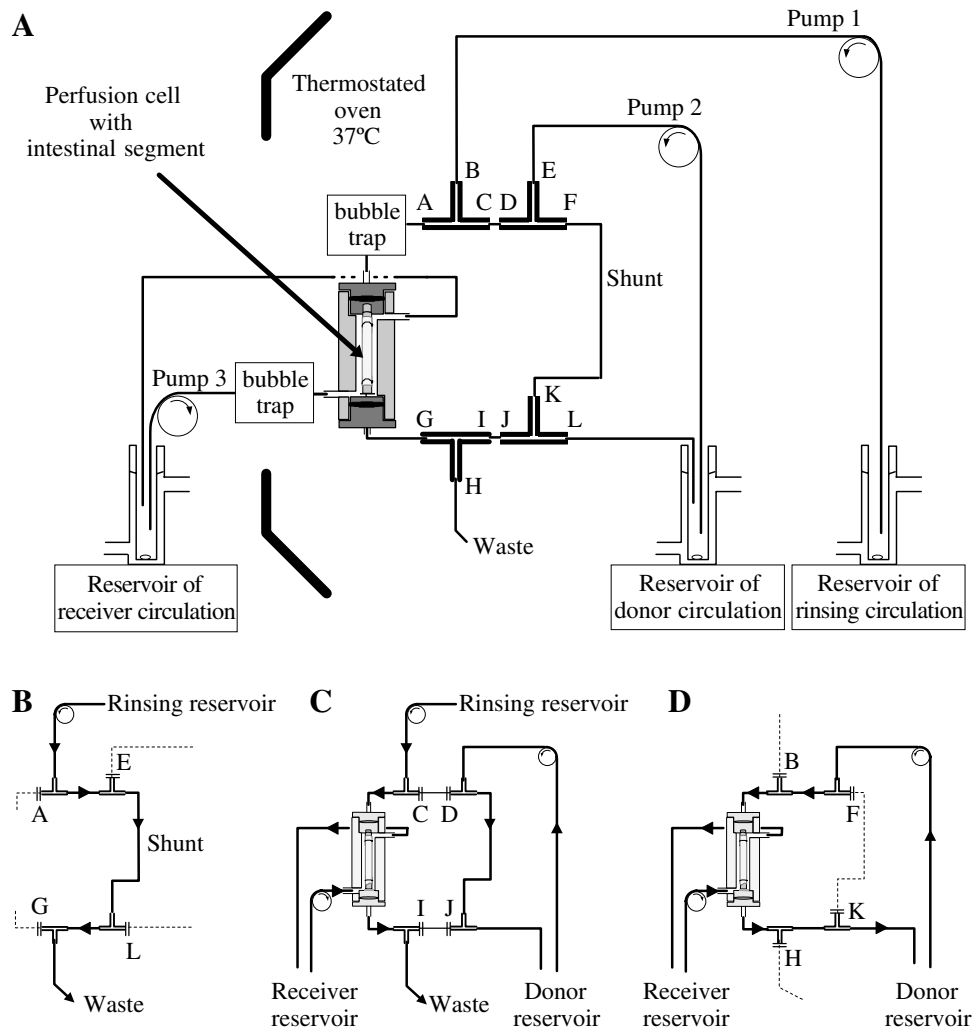 A
Pump 1
Thermostated
oven
37ºC
Perfusion cell
with
intestinal segment
Pump 2
B
E
A
C
D
F
bubble
trap
Shunt
Pump 3
bubble
trap
K
G
I
J
L
H
Waste
Reservoir of
receiver circulation
Reservoir of
donor circulation
Reservoir of
rinsing circulation
B
Rinsing reservoir
E
A
Shunt
G
L
Waste
C
Rinsing reservoir
C
D
I
J
Receiver
reservoir
Waste
Donor
reservoir
D
B
F
K
H
Receiver
reservoir
Donor
reservoir